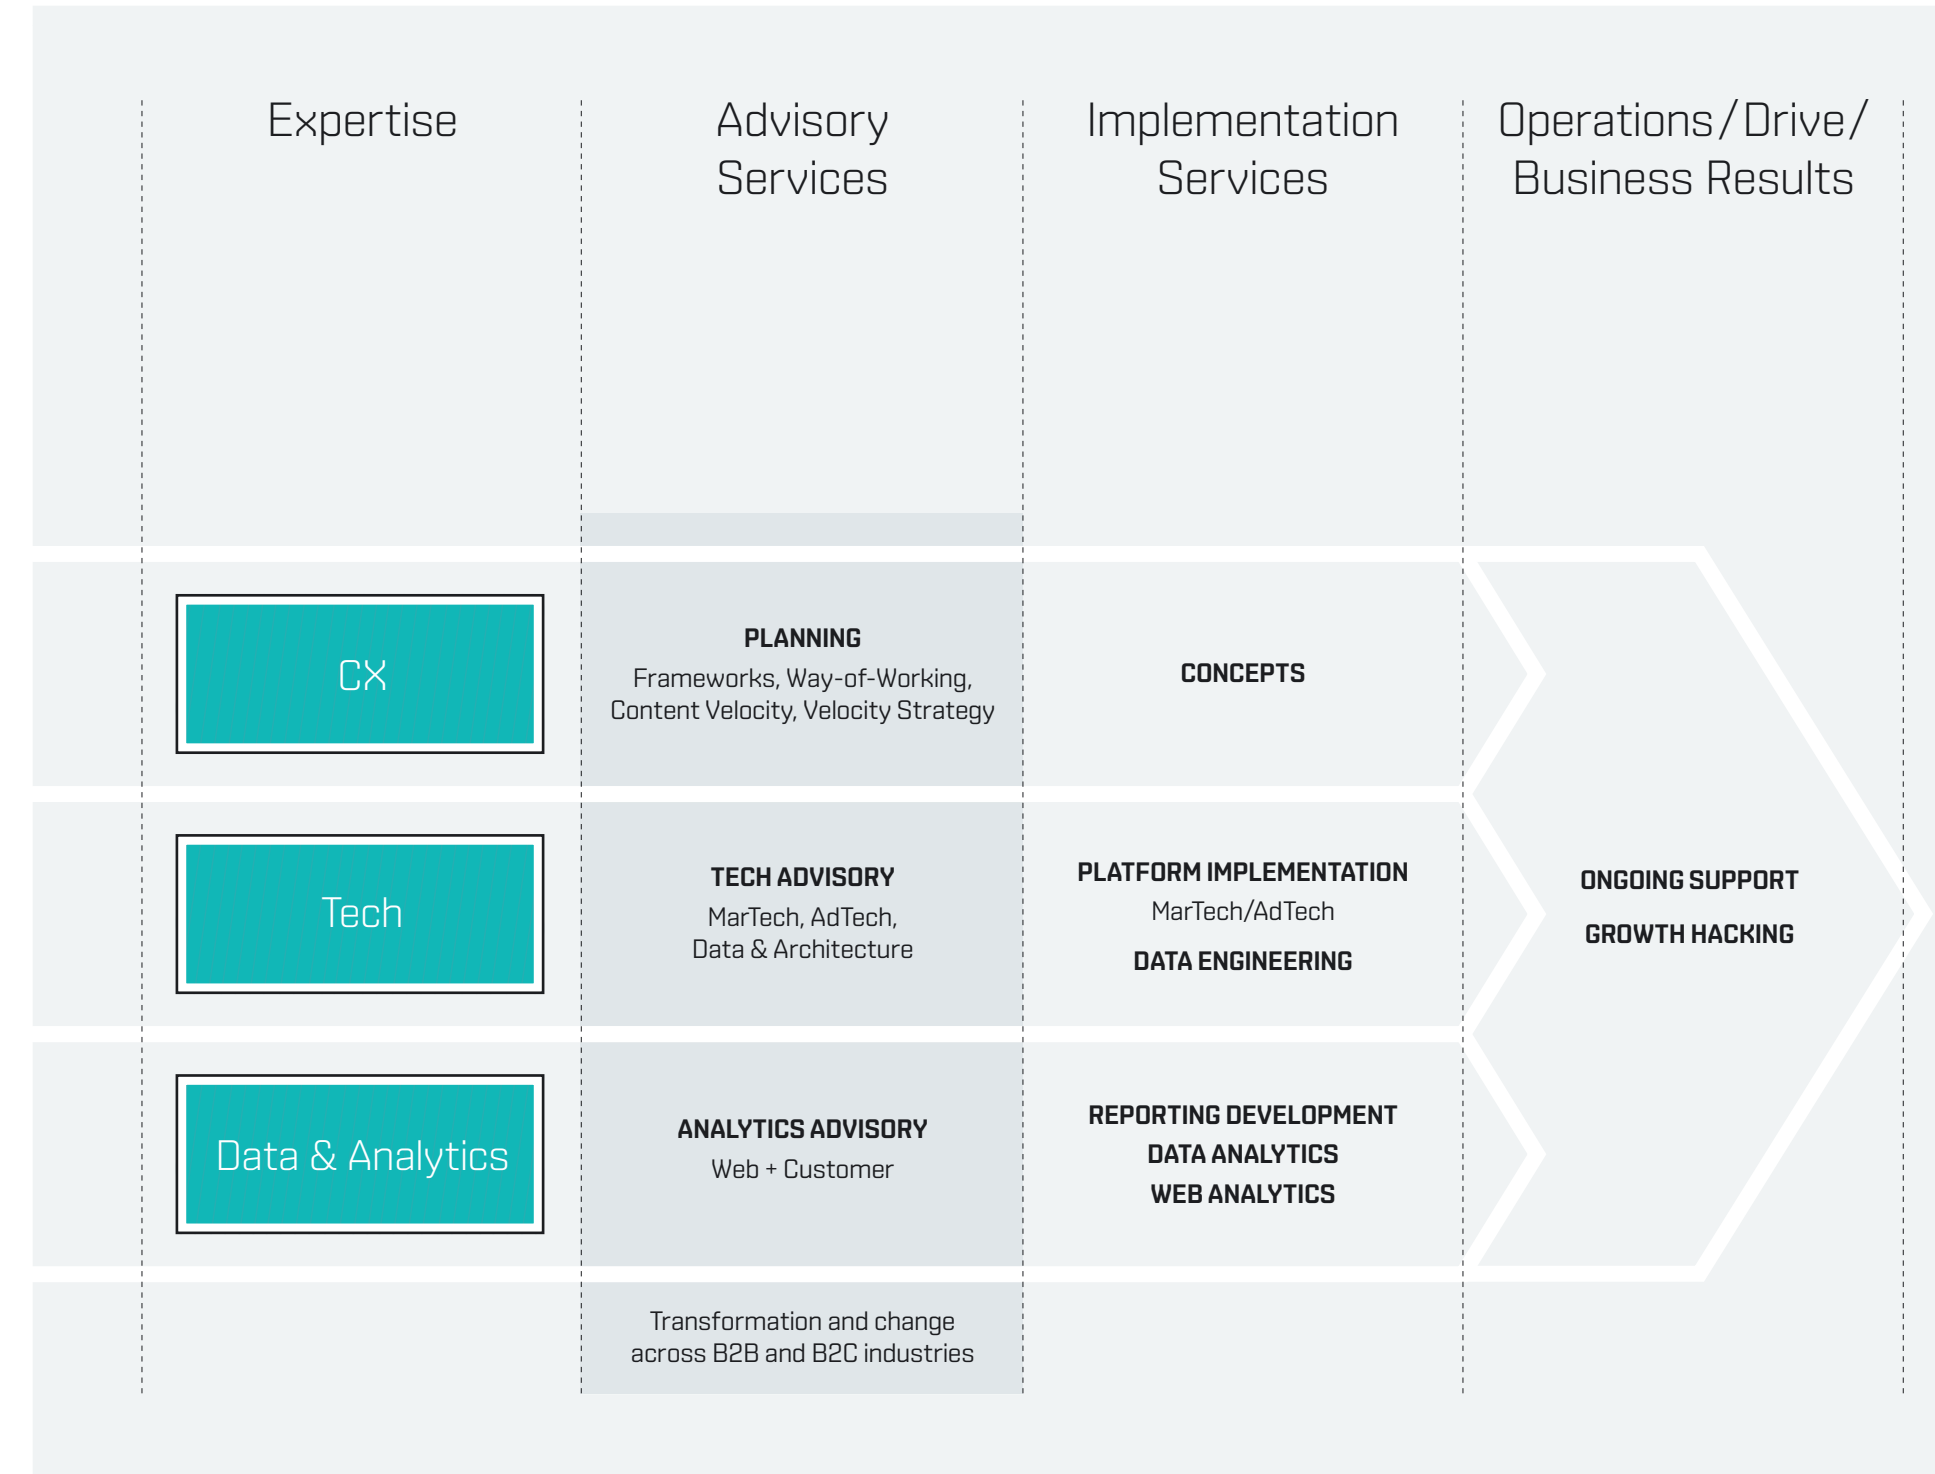 Expertise
Advisory
Services
Implementation
Services
Operations/Drive/
Business Results
CX
PLANNING
Frameworks, Way-of-Working,
Content Velocity, Velocity Strategy
CONCEPTS
Tech
TECH ADVISORY
MarTech, AdTech,
Data & Architecture
PLATFORM IMPLEMENTATION
MarTech/AdTech
DATA ENGINEERING
ONGOING SUPPORT
GROWTH HACKING
Data & Analytics
ANALYTICS ADVISORY
Web + Customer
REPORTING DEVELOPMENT
DATA ANALYTICS
WEB ANALYTICS
Transformation and change
across B2B and B2C industries